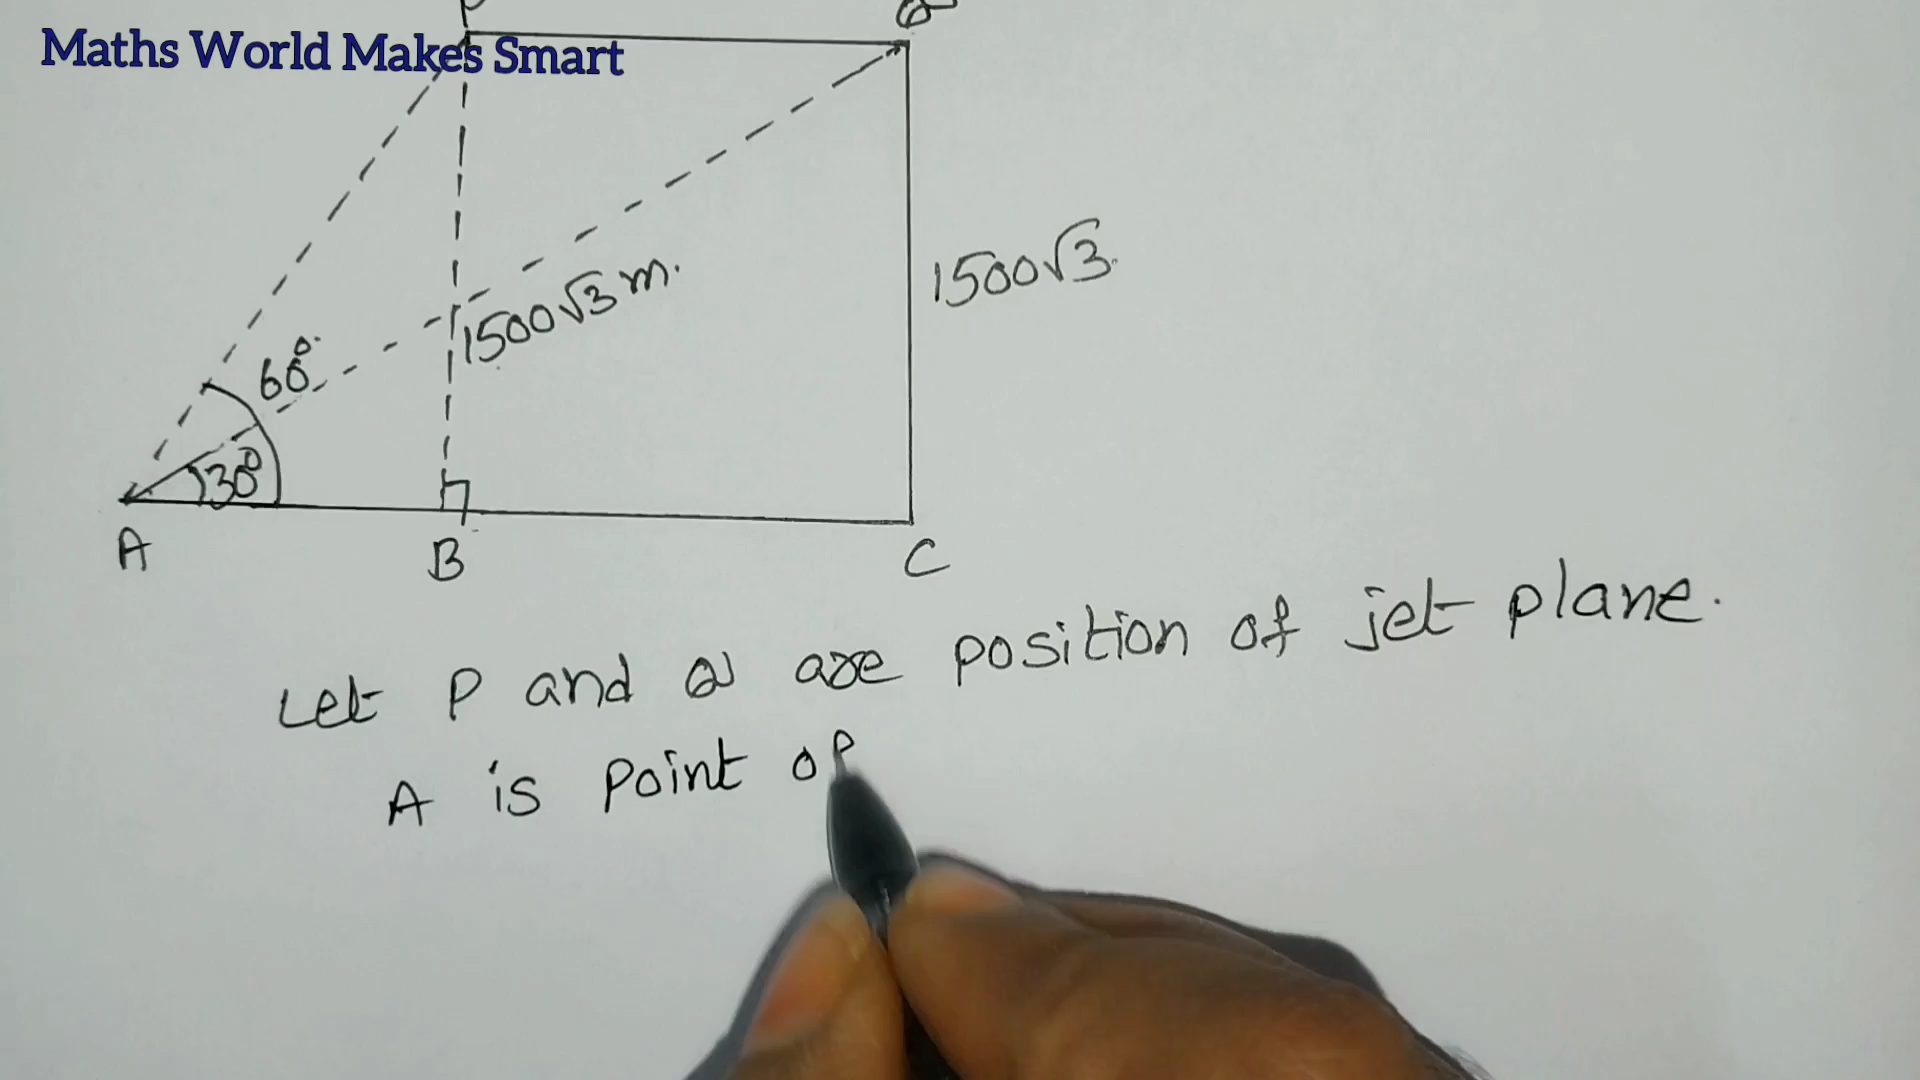 P Q
Maths World Makes Smart
1500√3 m.
1500√3.
60°
30°
A B C
Let P and Q are position of jet plane.
A is point of